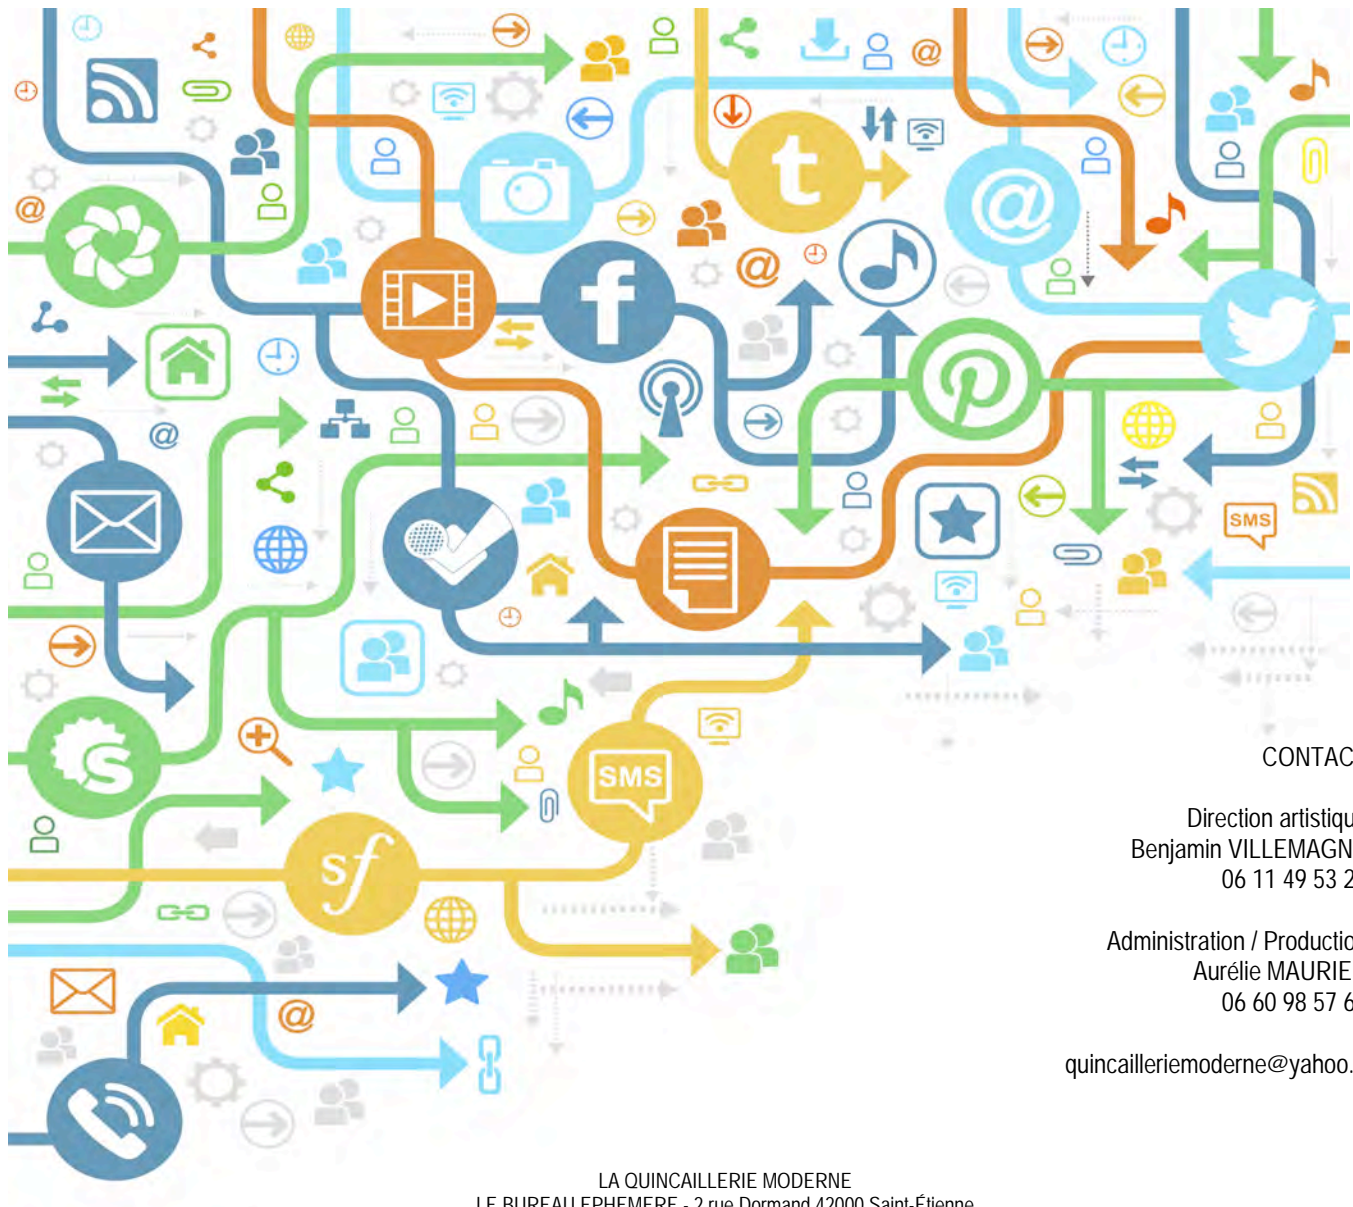 t
@
f
SMS
SMS
s
sf
CONTAC
Direction artistiqu
Benjamin VILLEMAGN
06 11 49 53 2
Administration / Productio
Aurélie MAURIE
06 60 98 57 6
quincailleriemoderne@yahoo.
LA QUINCAILLERIE MODERNE
LE BUREAU EPHEMERE - 2 rue Dormand 42000 Saint-Étienne